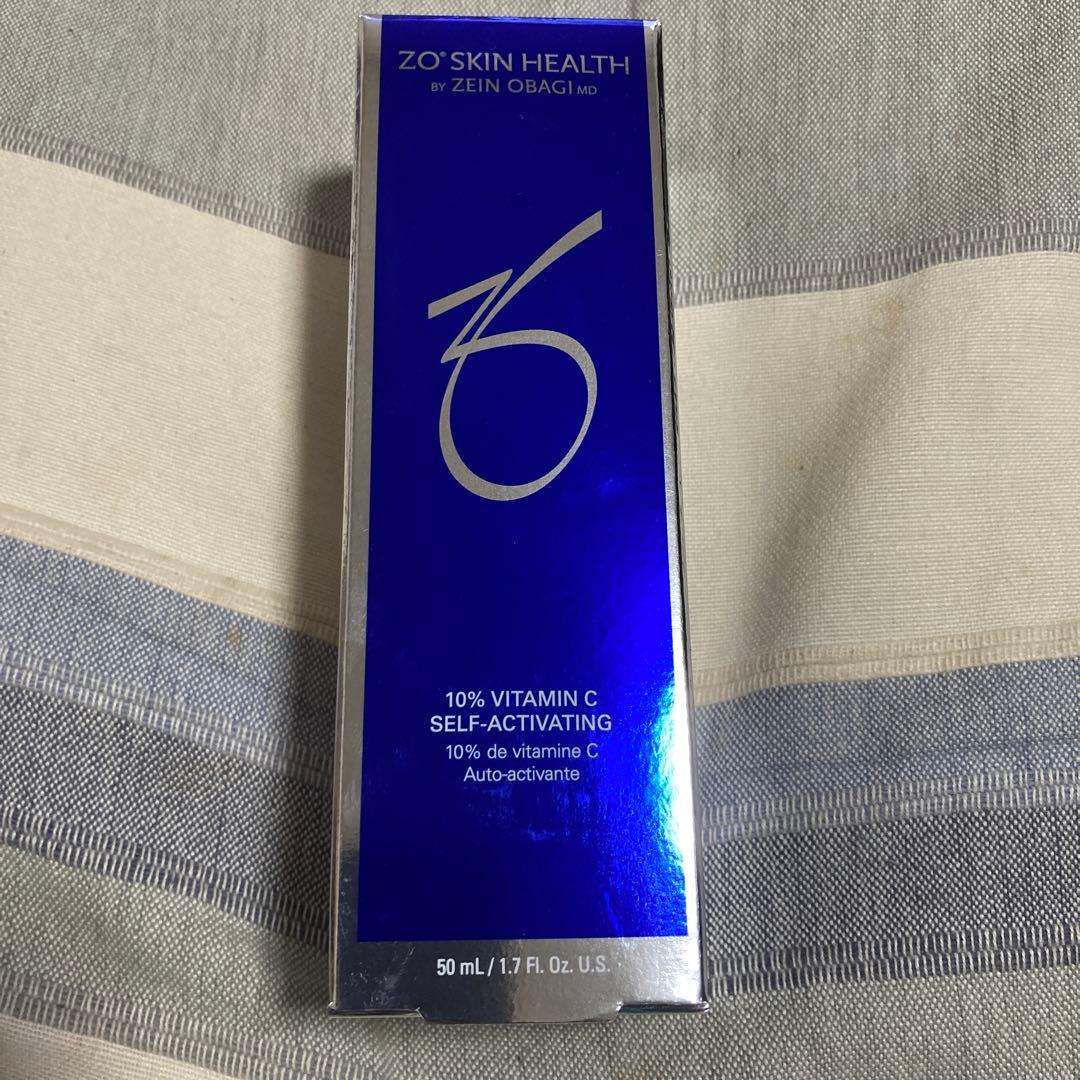 ZO® SKIN HEALTH
BY ZEIN OBAGI MD
ZO
10% VITAMIN C
SELF-ACTIVATING
10% de vitamine C
Auto-activante
50 mL / 1.7 Fl. Oz. U.S.